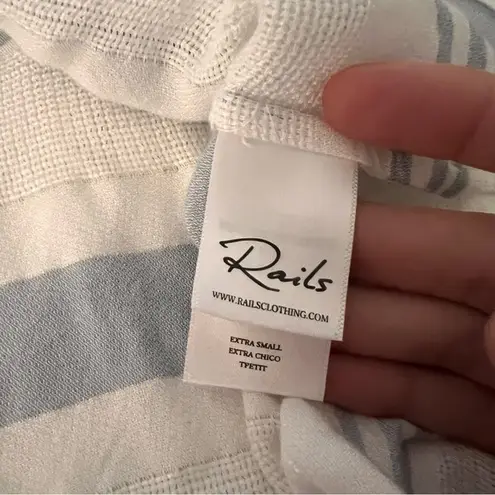 Rails
WWW.RAILSCLOTHING.COM
EXTRA SMALL
EXTRA CHICO
TPETIT